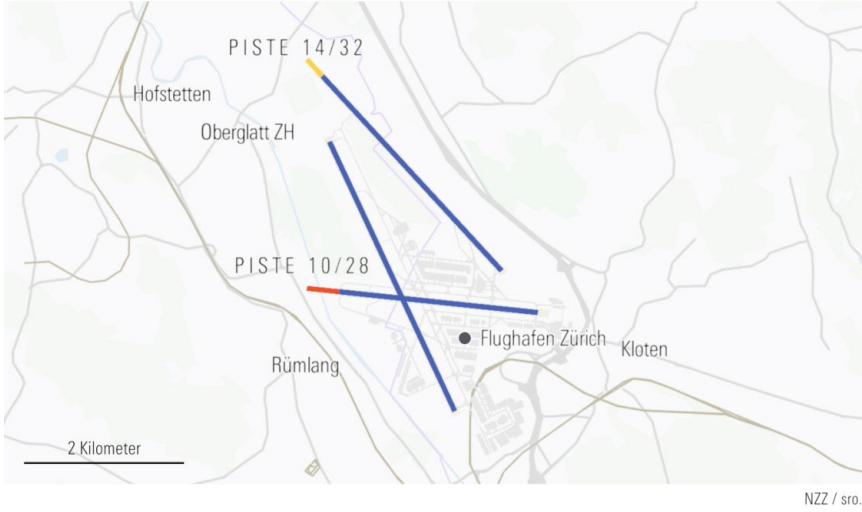 PISTE 14/32
Hofstetten
Oberglatt ZH
PISTE 10/28
Flughafen Zürich
Kloten
Rümlang
2 Kilometer
NZZ / sro.